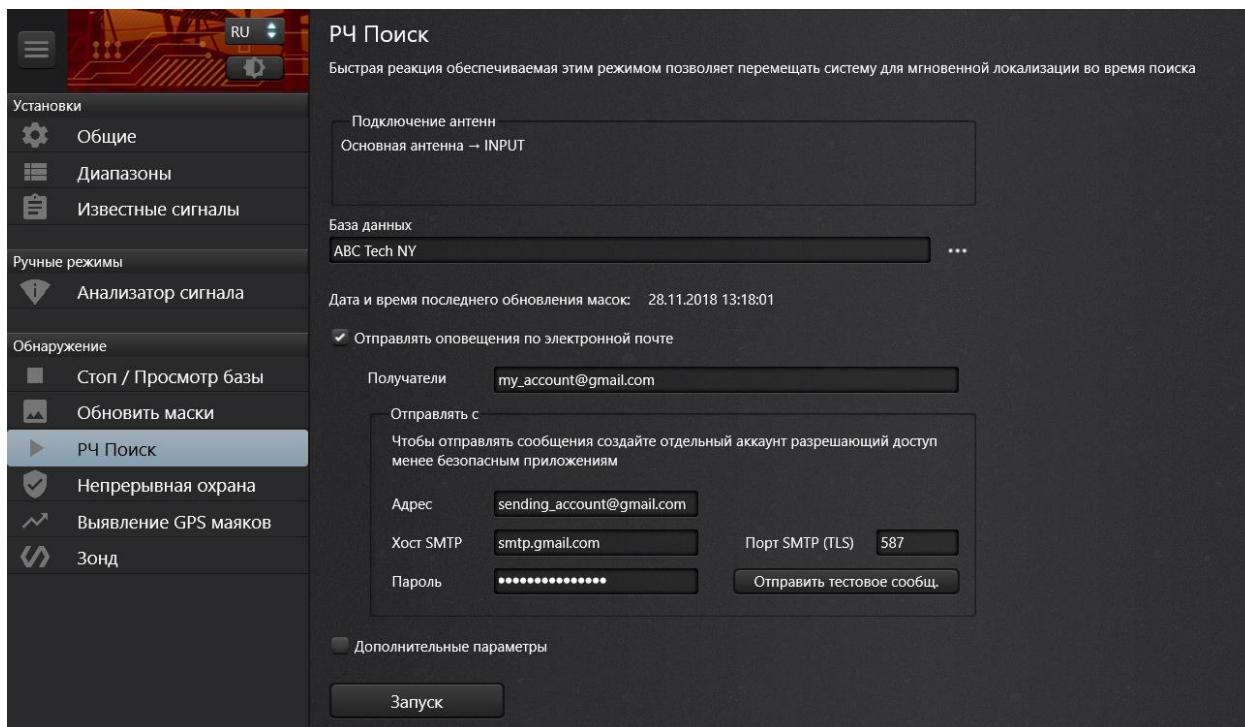 RU
Установки
Общие
Диапазоны
Известные сигналы
Ручные режимы
Анализатор сигнала
Обнаружение
Стоп / Просмотр базы
Обновить маски
РЧ Поиск
Непрерывная охрана
Выявление GPS маяков
Зонд
РЧ Поиск
Быстрая реакция обеспечиваемая этим режимом позволяет перемещать систему для мгновенной локализации во время поиска
Подключение антенн
Основная антенна → INPUT
База данных
ABC Tech NY
Дата и время последнего обновления масок: 28.11.2018 13:18:01
Отправлять оповещения по электронной почте
Получатели my_account@gmail.com
Отправлять с
Чтобы отправлять сообщения создайте отдельный аккаунт разрешающий доступ
менее безопасным приложениям
Адрес sending_account@gmail.com
Хост SMTP smtp.gmail.com Порт SMTP (TLS) 587
Пароль ••••••••••••••• Отправить тестовое сообщ.
Дополнительные параметры
Запуск